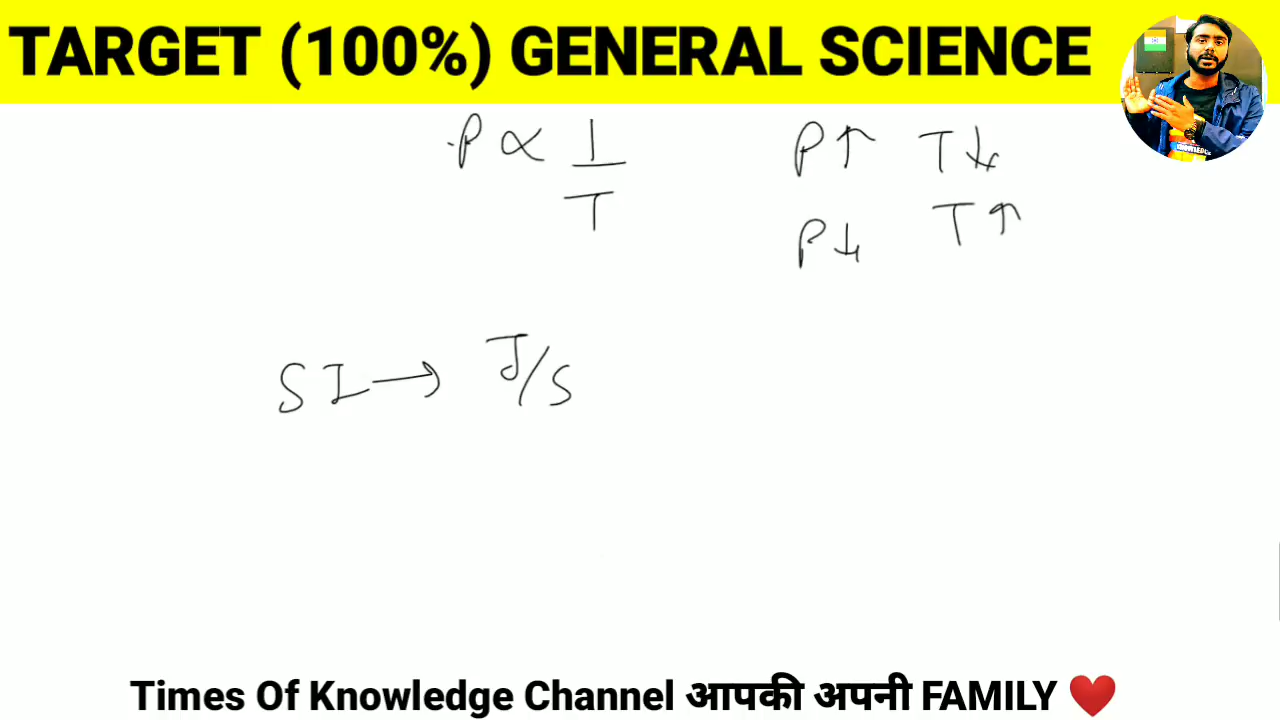 TARGET (100%) GENERAL SCIENCE
P ∝ 1/T P↑ T↓
P↓ T↑
SI → J/S
Times Of Knowledge Channel आपकी अपनी FAMILY ❤️